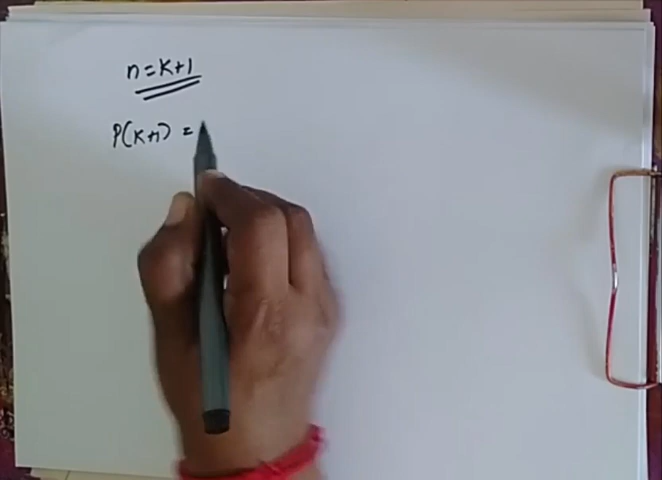 n=k+1
P(k+1) =